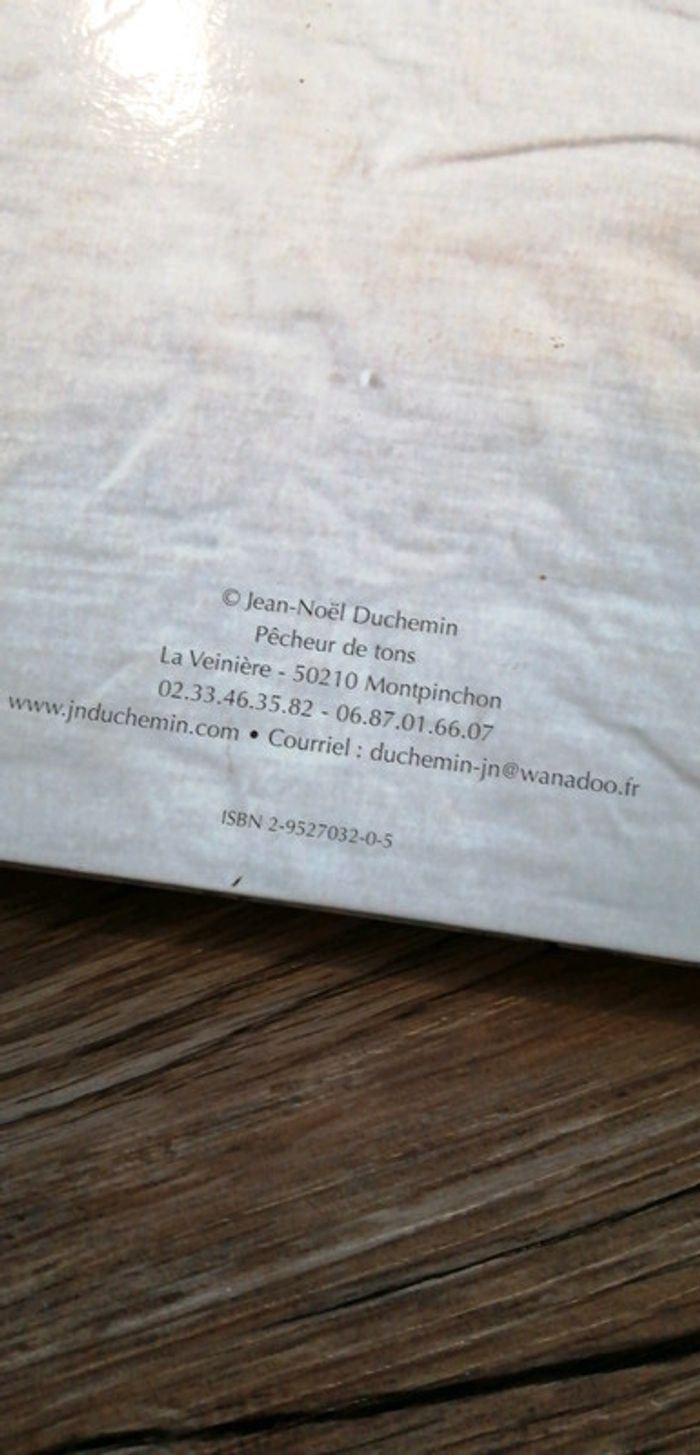 © Jean-Noël Duchemin
Pêcheur de tons
La Veinière - 50210 Montpinchon
02.33.46.35.82 - 06.87.01.66.07
www.jnduchemin.com • Courriel : duchemin-jn@wanadoo.fr
ISBN 2-9527032-0-5